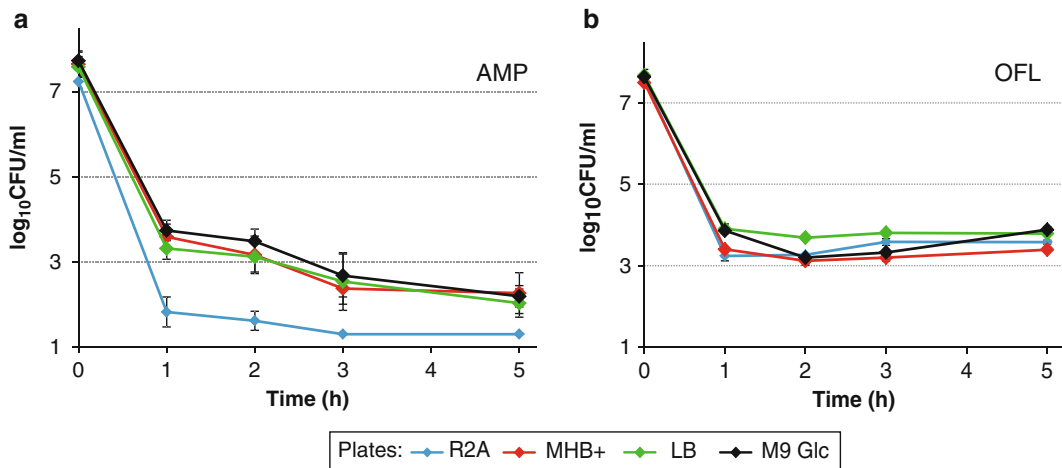 a
AMP
log10CFU/ml
7
5
3
1
0 1 2 3 4 5
Time (h)
b
OFL
log10CFU/ml
7
5
3
1
0 1 2 3 4 5
Time (h)
Plates: R2A MHB+ LB M9 Glc